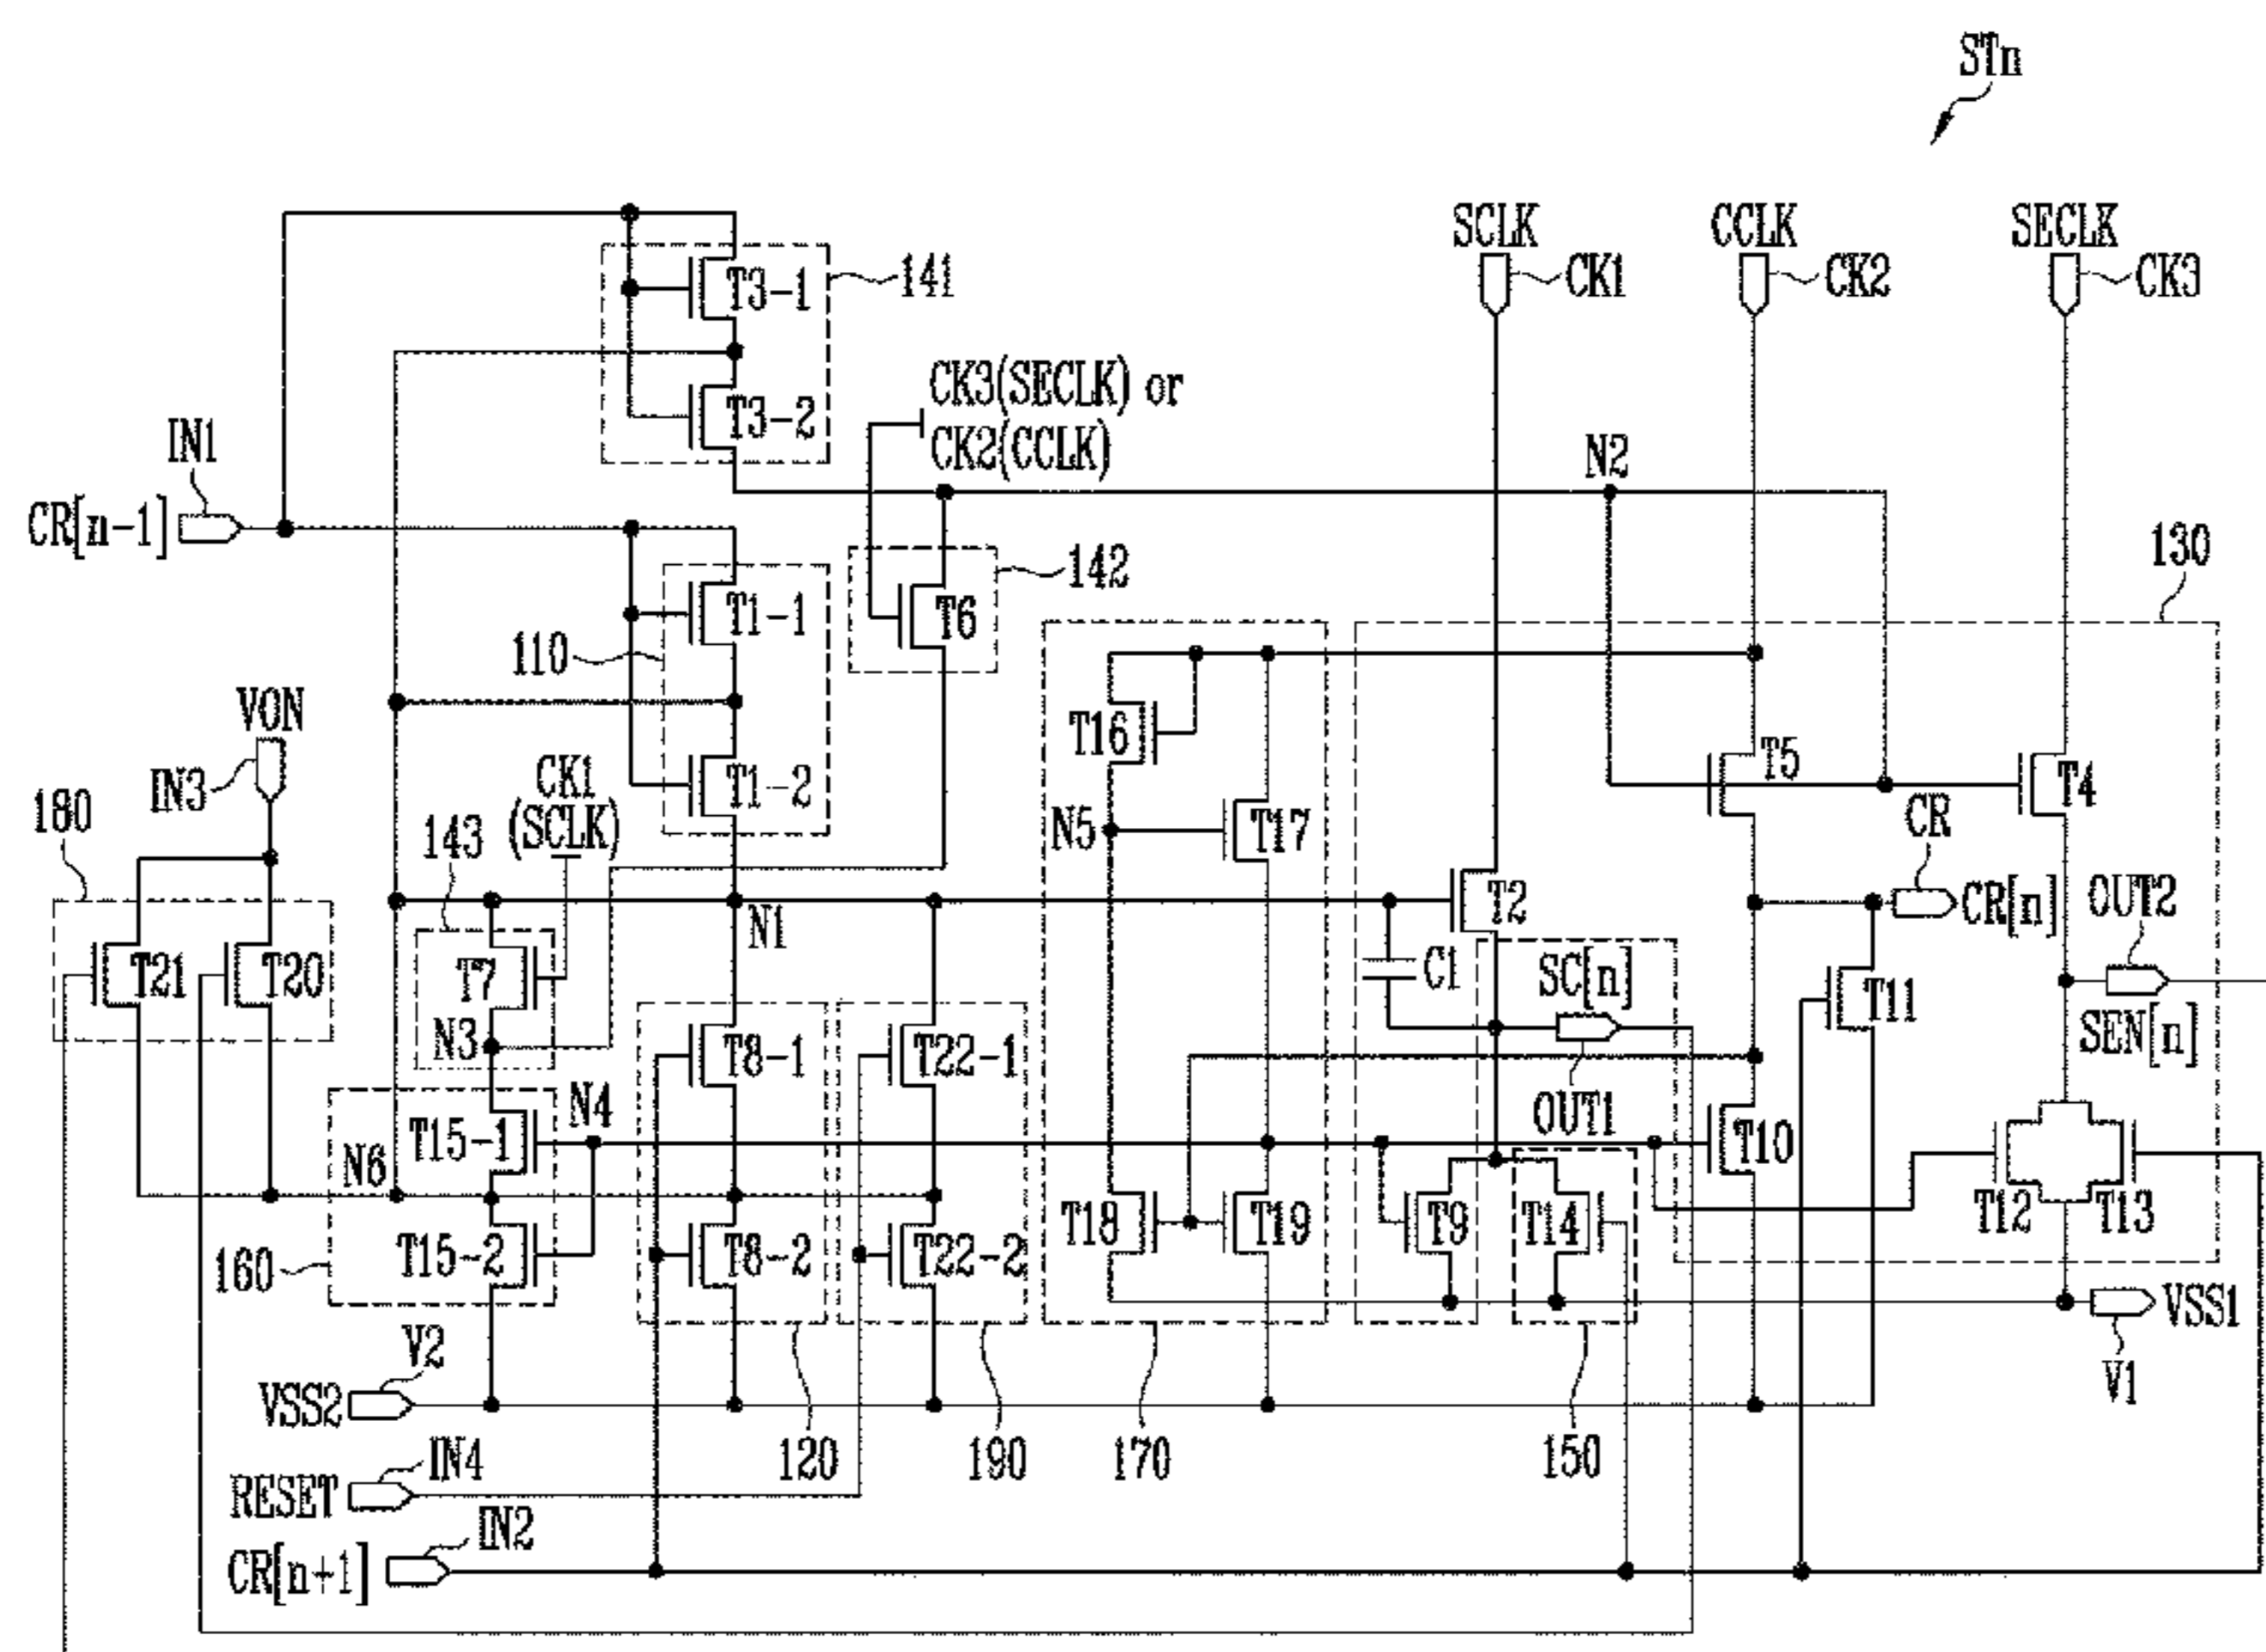 STn
SCLK
CCLK
SECLK
CK1
CK2
CK3
T3-1
141
T3-2
CK3(SECLK) or
CK2(CCLK)
IN1
N2
CR[n-1]
142
130
T1-1
T6
110
VON
T16
T5
IN3
CK1
(SCLK)
T1-2
T4
180
143
N5
T17
CR
T2
CR[n]
OUT2
N1
T21
T20
T7
C1
SC[n]
T11
N3
T8-1
T22-1
SEN[n]
N4
OUT1
T15-1
T10
N6
T18
T19
T9
T14
T12
T13
T15-2
T8-2
T22-2
160
VSS1
V2
V1
VSS2
120
190
170
150
IN4
RESET
IN2
CR[n+1]